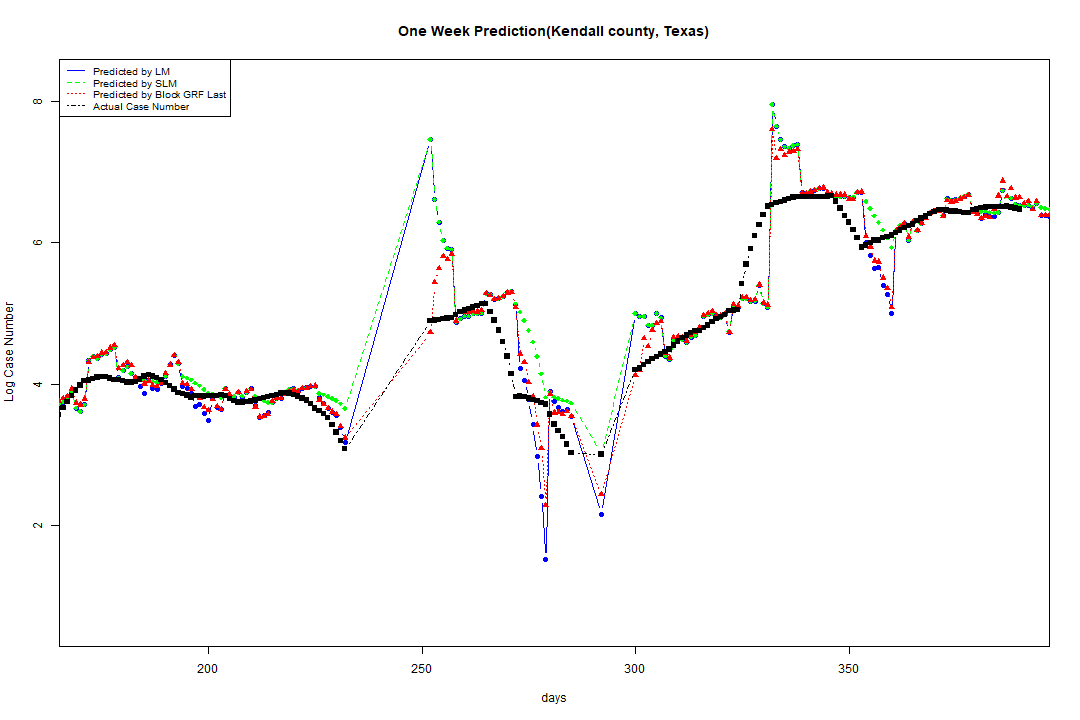 One Week Prediction(Kendall county, Texas)
Predicted by LM
Predicted by SLM
Predicted by Block GRF Last
Actual Case Number
8
6
4
2
Log Case Number
200
250
300
350
days